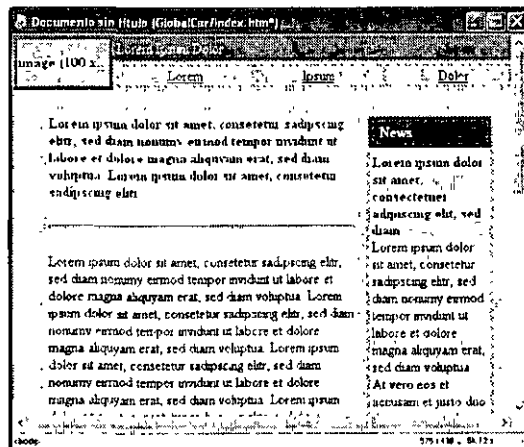 Documento sin título (GlobalCar/index.htm*)
image (100 x
Lorem Ipsum Dolor
Lorem Ipsum Dolor
Lorem ipsum dolor sit amet, consetetur sadipscing
elitr, sed diam nonumy eirmod tempor invidunt ut
labore et dolore magna aliquyam erat, sed diam
voluptua. Lorem ipsum dolor sit amet, consetetur
sadipscing elitr
Lorem ipsum dolor sit amet, consetetur sadipscing elitr,
sed diam nonumy eirmod tempor invidunt ut labore et
dolore magna aliquyam erat, sed diam voluptua. Lorem
ipsum dolor sit amet, consetetur sadipscing elitr, sed diam
nonumy eirmod tempor invidunt ut labore et dolore
magna aliquyam erat, sed diam voluptua. Lorem ipsum
dolor sit amet, consetetur sadipscing elitr, sed diam
nonumy eirmod tempor invidunt ut labore et dolore
magna aliquyam erat, sed diam voluptua. Lorem ipsum
News
Lorem ipsum dolor
sit amet,
consectetuer
adipiscing elit, sed
diam
Lorem ipsum dolor
sit amet, consetetur
sadipscing elitr, sed
diam nonumy eirmod
tempor invidunt ut
labore et dolore
magna aliquyam erat,
sed diam voluptua
At vero eos et
accusam et justo duo
<body>